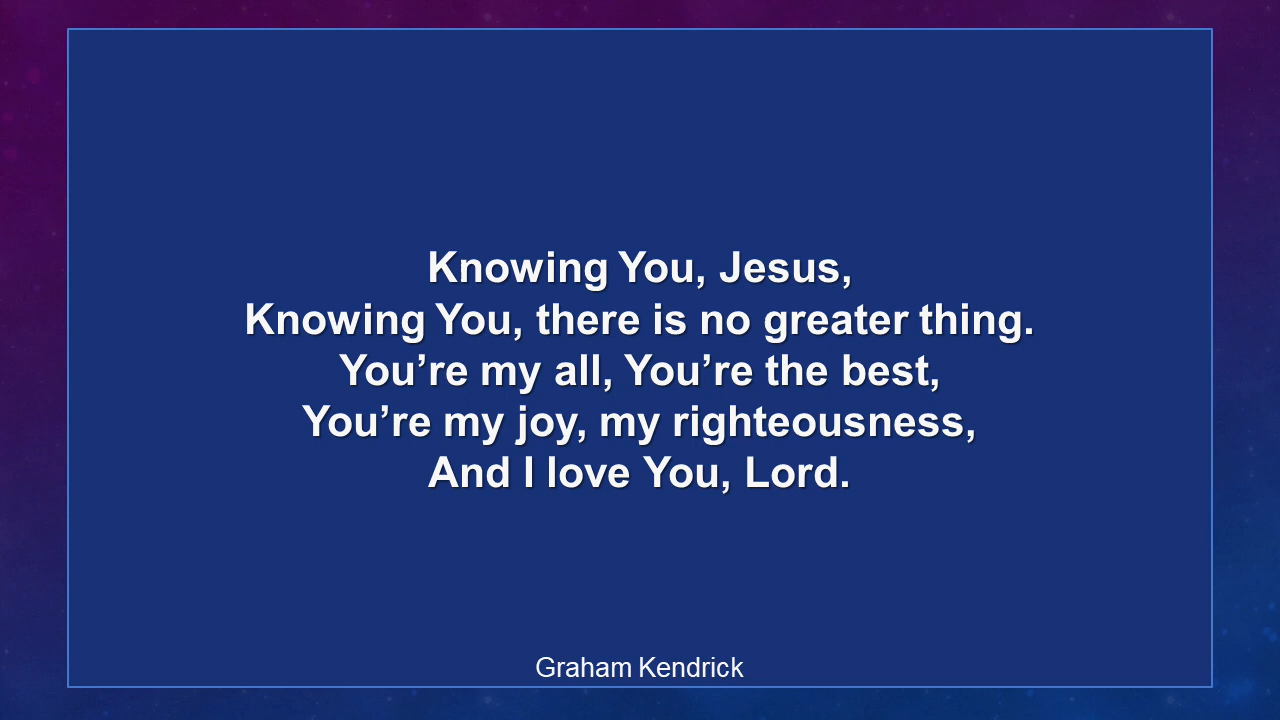 Knowing You, Jesus,
Knowing You, there is no greater thing.
You’re my all, You’re the best,
You’re my joy, my righteousness,
And I love You, Lord.
Graham Kendrick